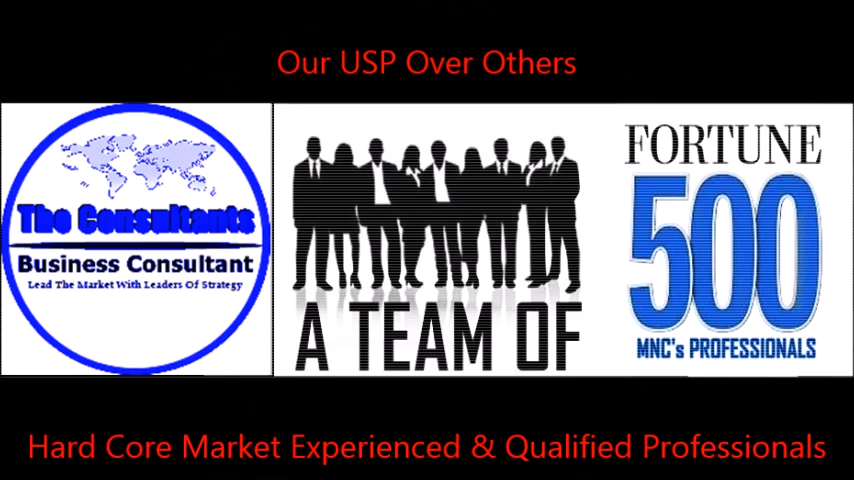 Our USP Over Others
The Consultants
Business Consultant
Lead The Market With Leaders Of Strategy
A TEAM OF
FORTUNE
500
MNC's PROFESSIONALS
Hard Core Market Experienced & Qualified Professionals